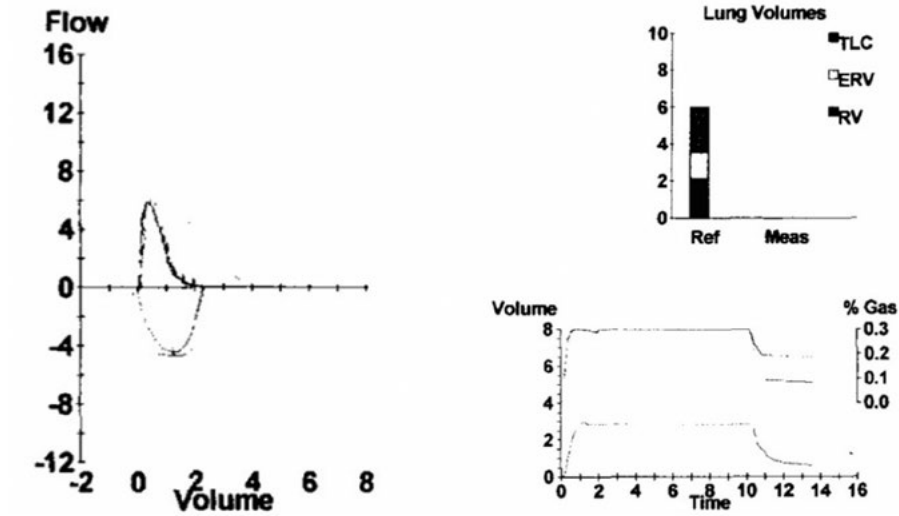 Flow
16
12
8
4
0
-4
-8
-12
-2 0 2 4 6 8
Volume
Lung Volumes
10
8
6
4
2
0
Ref Meas
TLC
ERV
RV
Volume
8
6
4
2
0
0 2 4 6 8 10 12 14 16
Time
% Gas
0.3
0.2
0.1
0.0